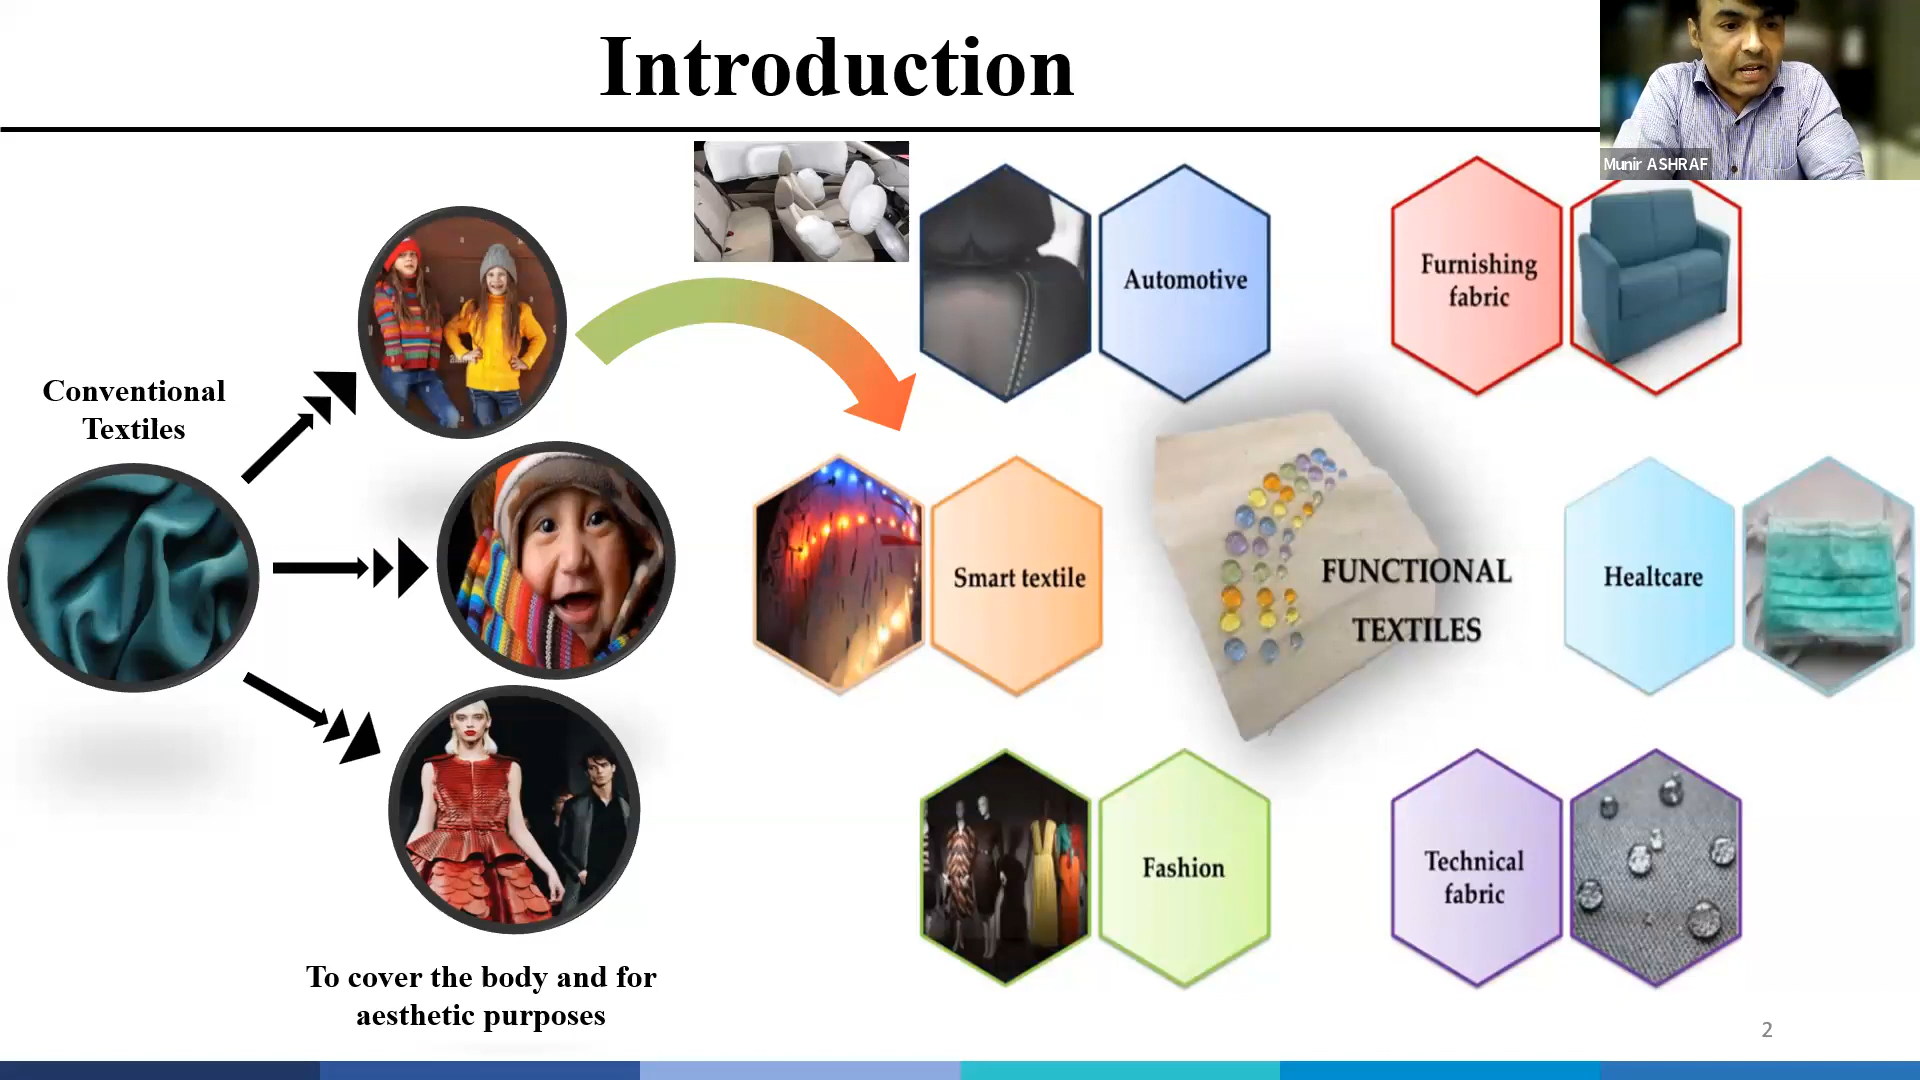 Introduction
Munir ASHRAF
Conventional
Textiles
To cover the body and for
aesthetic purposes
Automotive
Furnishing
fabric
Smart textile
FUNCTIONAL
TEXTILES
Healtcare
Fashion
Technical
fabric
2